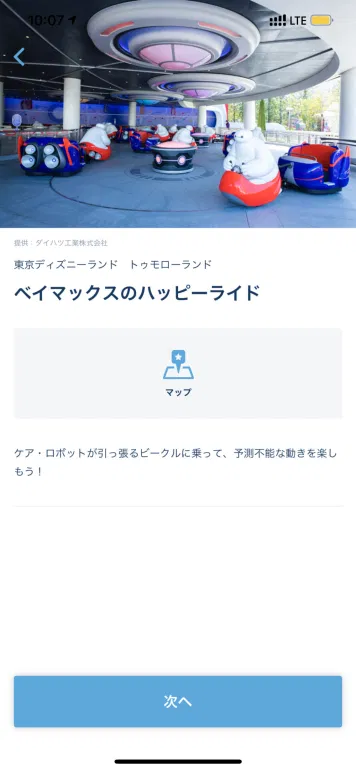 10:07 LTE
提供：ダイハツ工業株式会社
東京ディズニーランド　トゥモローランド
ベイマックスのハッピーライド
マップ
ケア・ロボットが引っ張るビークルに乗って、予測不能な動きを楽し
もう！
次へ